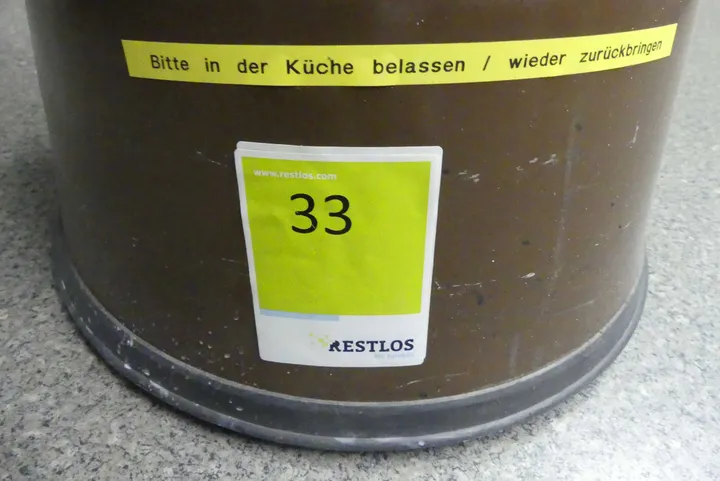 Bitte in der Küche belassen / wieder zurückbringen
www.restlos.com
33
RESTLOS